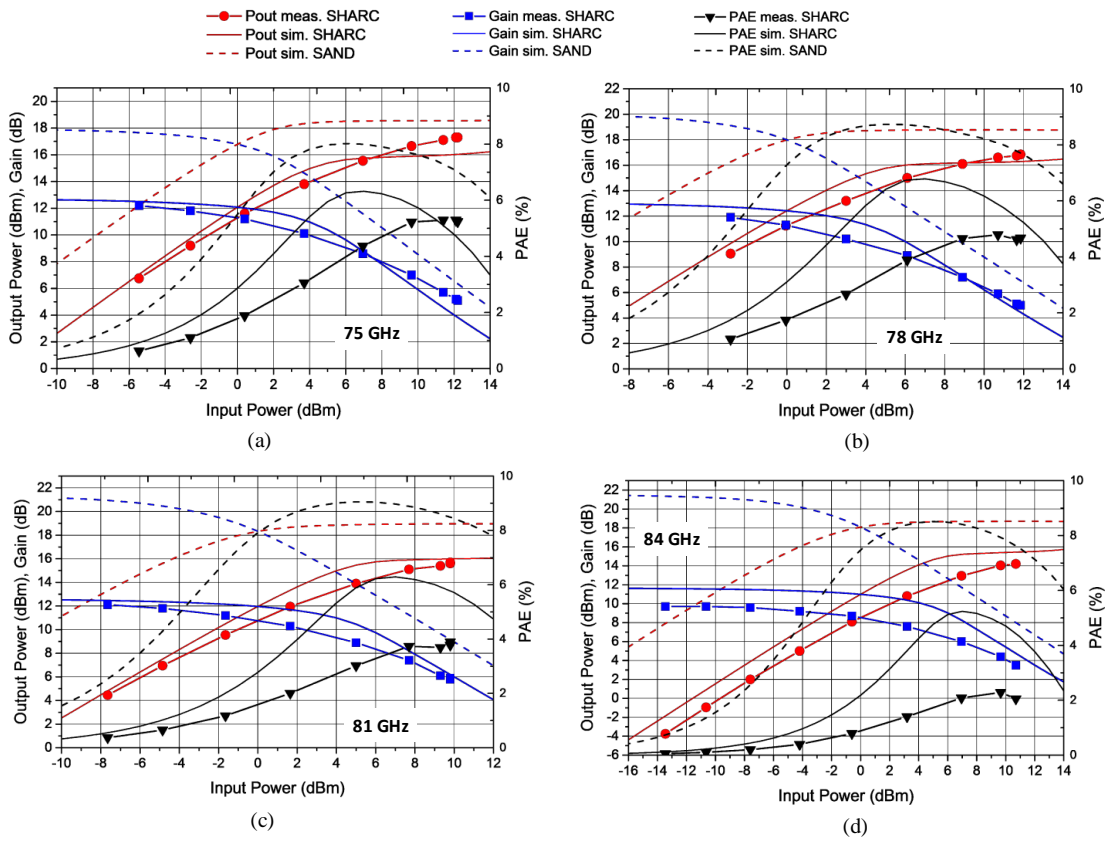 Pout meas. SHARC
Pout sim. SHARC
Pout sim. SAND
Gain meas. SHARC
Gain sim. SHARC
Gain sim. SAND
PAE meas. SHARC
PAE sim. SHARC
PAE sim. SAND
Output Power (dBm), Gain (dB)
20
18
16
14
12
10
8
6
4
2
0
10
8
6
4
2
0
PAE (%)
75 GHz
-10 -8 -6 -4 -2 0 2 4 6 8 10 12 14
Input Power (dBm)
(a)
Output Power (dBm), Gain (dB)
22
20
18
16
14
12
10
8
6
4
2
0
10
8
6
4
2
0
PAE (%)
78 GHz
-8 -6 -4 -2 0 2 4 6 8 10 12 14
Input Power (dBm)
(b)
Output Power (dBm), Gain (dB)
22
20
18
16
14
12
10
8
6
4
2
0
10
8
6
4
2
0
PAE (%)
81 GHz
-10 -8 -6 -4 -2 0 2 4 6 8 10 12
Input Power (dBm)
(c)
Output Power (dBm), Gain (dB)
22
20
18
16
14
12
10
8
6
4
2
0
-2
-4
-6
10
8
6
4
2
0
PAE (%)
84 GHz
-16 -14 -12 -10 -8 -6 -4 -2 0 2 4 6 8 10 12 14
Input Power (dBm)
(d)